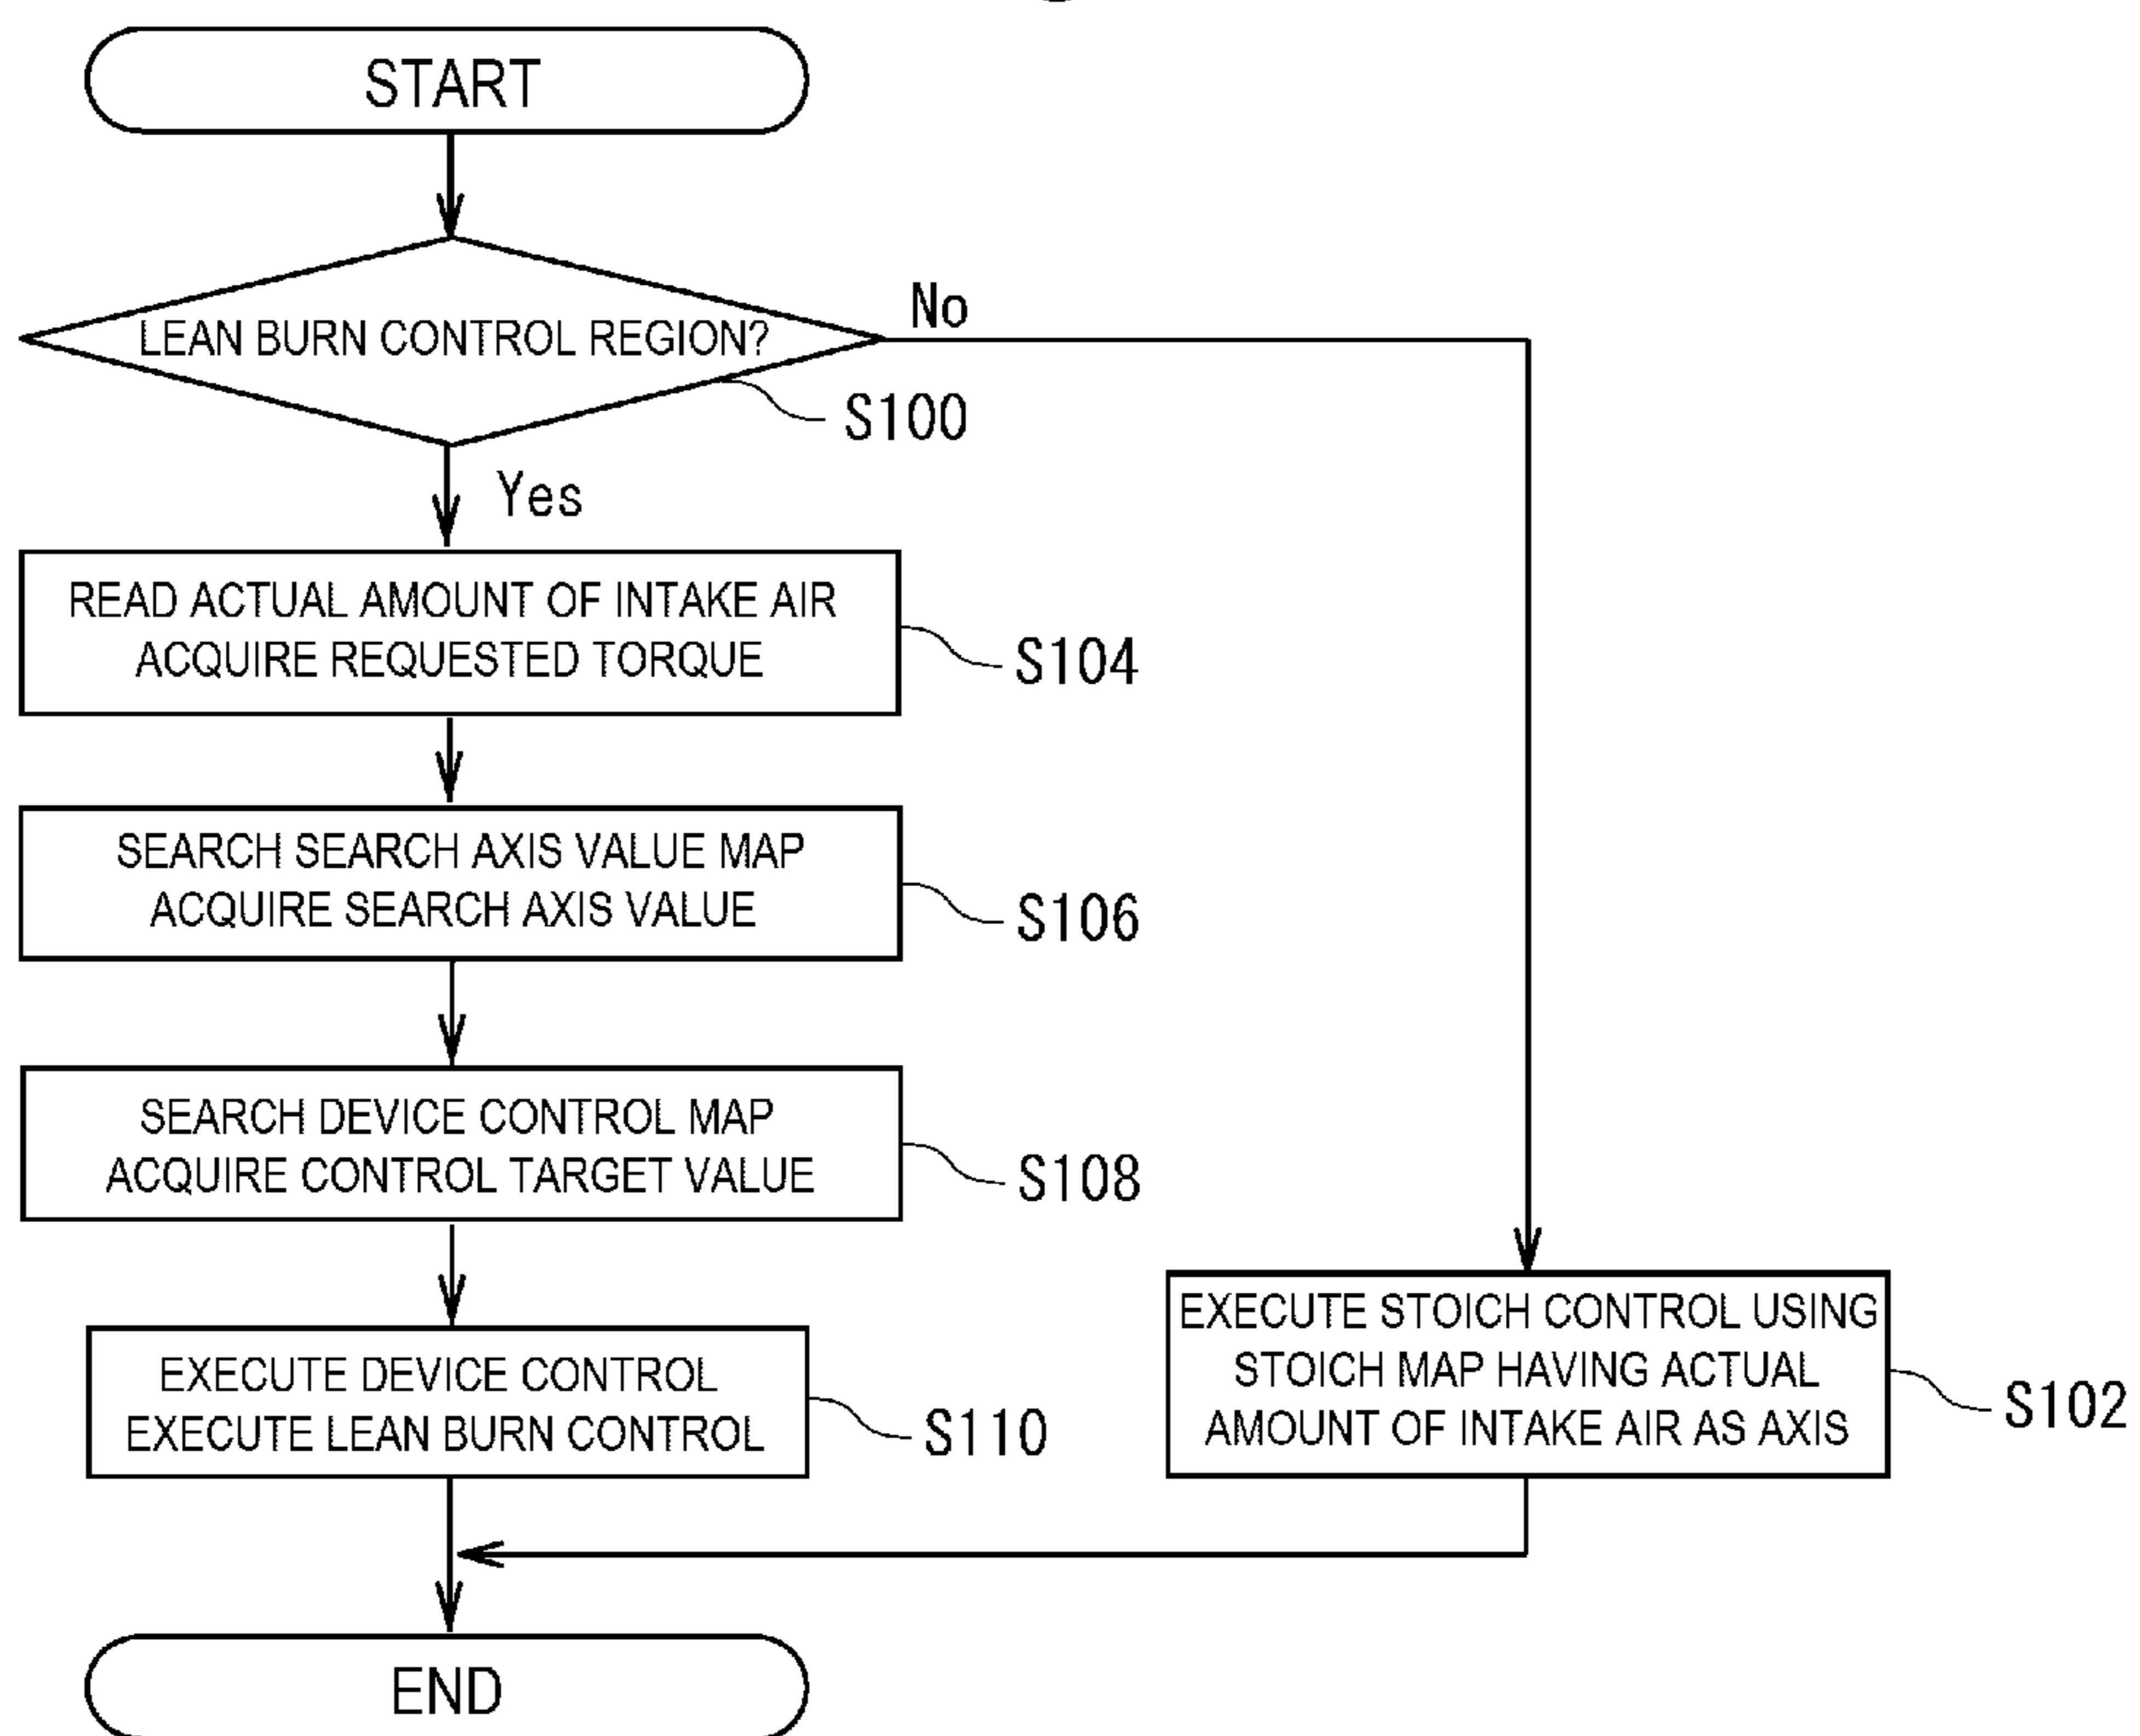 START
LEAN BURN CONTROL REGION?
No
S100
Yes
READ ACTUAL AMOUNT OF INTAKE AIR
ACQUIRE REQUESTED TORQUE
S104
SEARCH SEARCH AXIS VALUE MAP
ACQUIRE SEARCH AXIS VALUE
S106
SEARCH DEVICE CONTROL MAP
ACQUIRE CONTROL TARGET VALUE
S108
EXECUTE DEVICE CONTROL
EXECUTE LEAN BURN CONTROL
S110
EXECUTE STOICH CONTROL USING
STOICH MAP HAVING ACTUAL
AMOUNT OF INTAKE AIR AS AXIS
S102
END